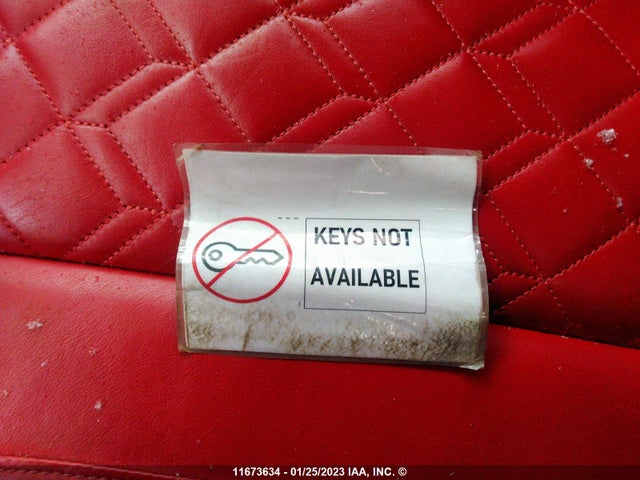 KEYS NOT
AVAILABLE
11673634 - 01/25/2023 IAA, INC. ©